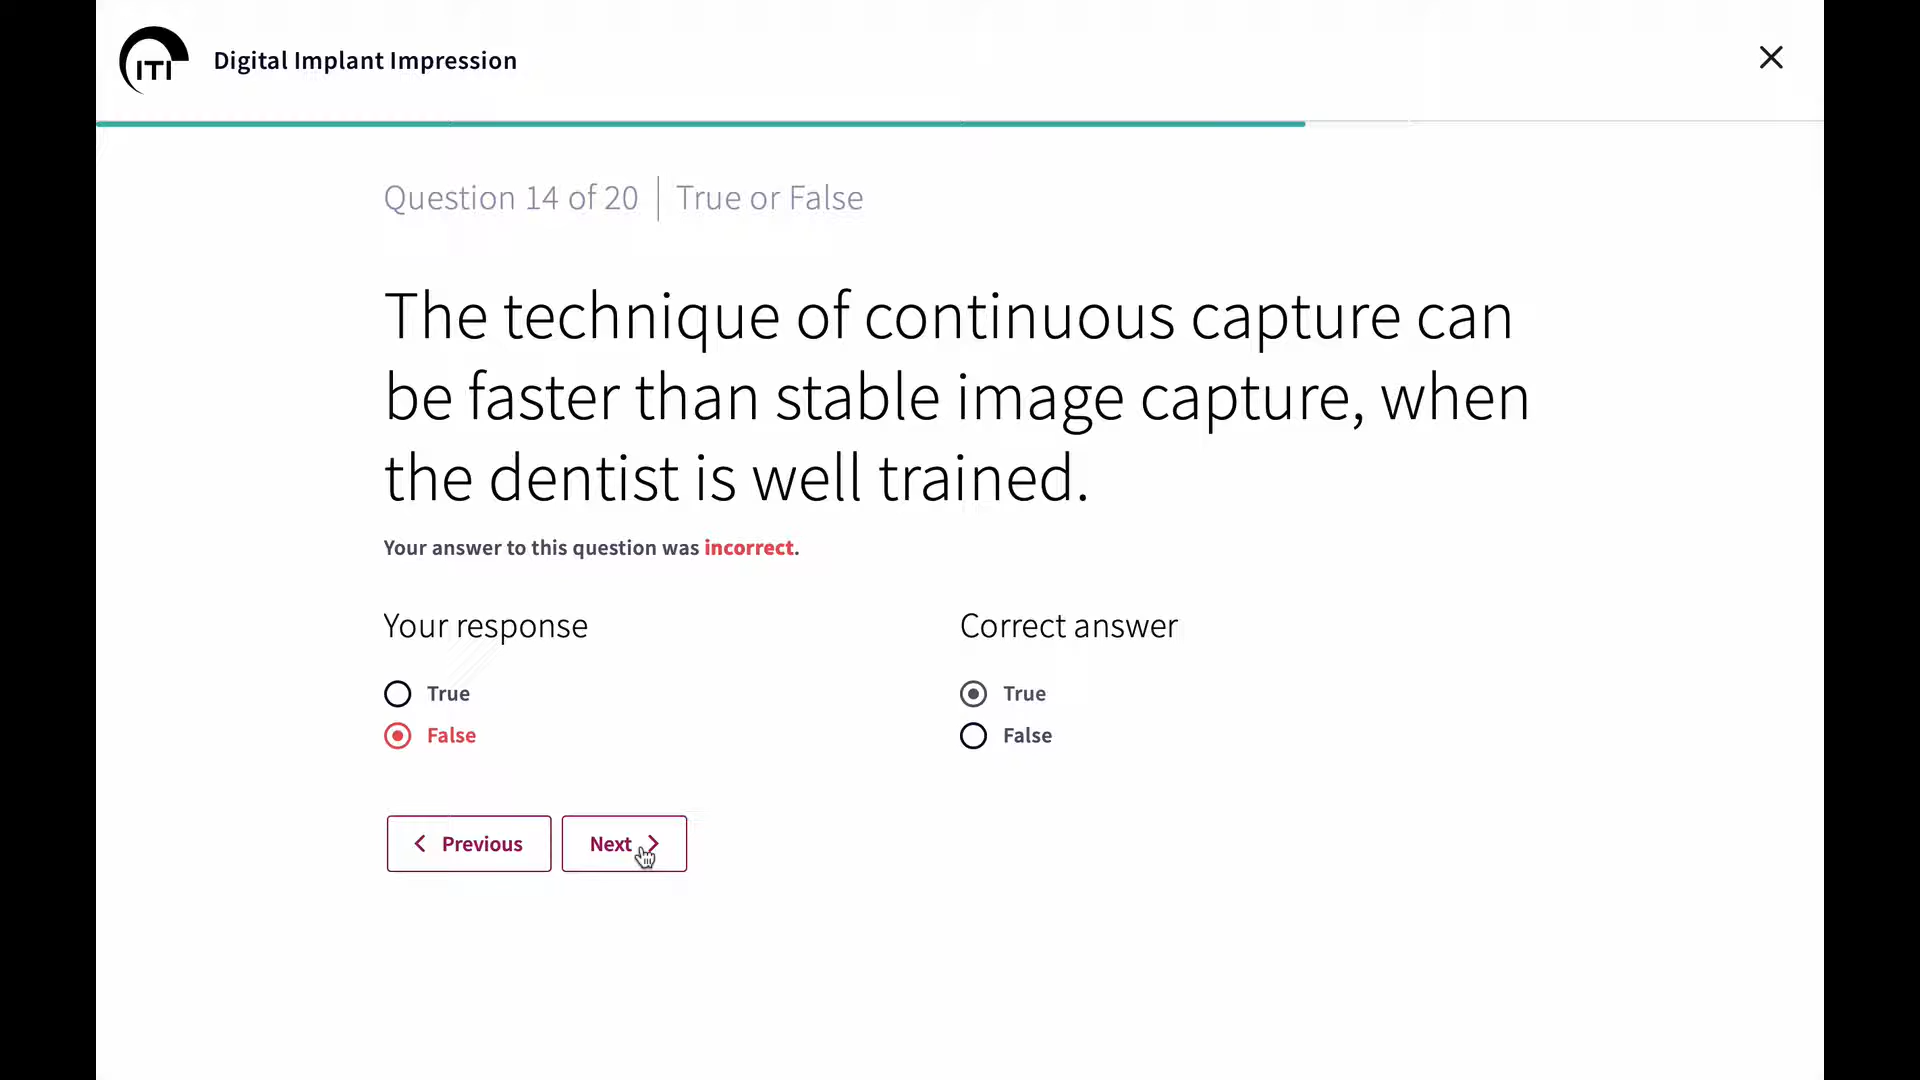 ITI
Digital Implant Impression
Question 14 of 20 | True or False
The technique of continuous capture can
be faster than stable image capture, when
the dentist is well trained.
Your answer to this question was incorrect.
Your response
True
False
Correct answer
True
False
Previous
Next